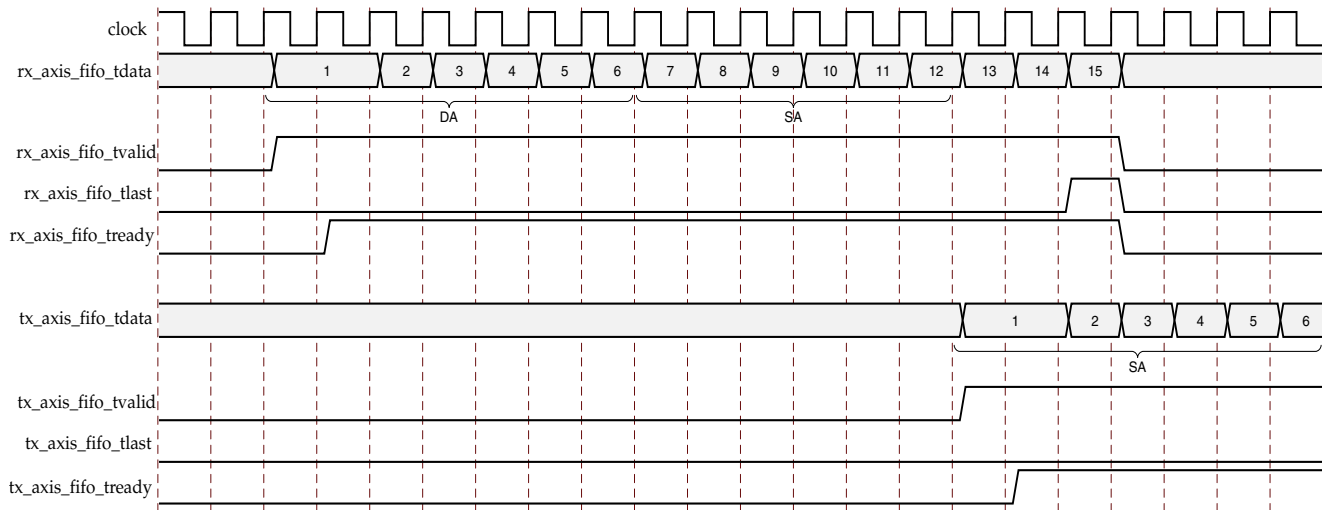 clock
rx_axis_fifo_tdata 1 2 3 4 5 6 7 8 9 10 11 12 13 14 15
DA SA
rx_axis_fifo_tvalid
rx_axis_fifo_tlast
rx_axis_fifo_tready
tx_axis_fifo_tdata 1 2 3 4 5 6
SA
tx_axis_fifo_tvalid
tx_axis_fifo_tlast
tx_axis_fifo_tready